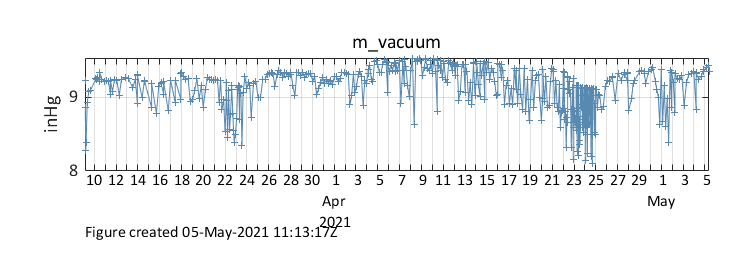 m_vacuum
inHg
9
8
10 12 14 16 18 20 22 24 26 28 30 1 3 5 7 9 11 13 15 17 19 21 23 25 27 29 1 3 5
Apr May
2021
Figure created 05-May-2021 11:13:17Z